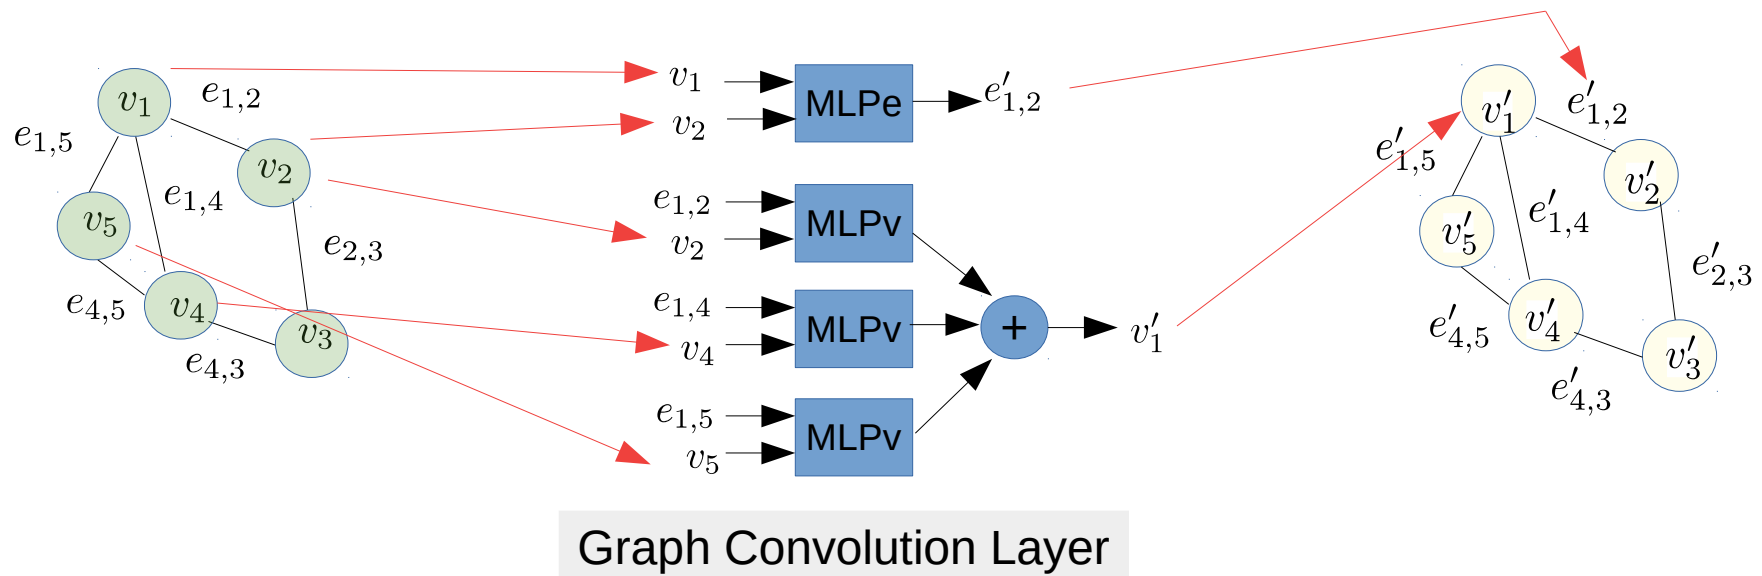 v₁
e₁,₂
e₁,₅
v₂
e₁,₄
v₅
e₂,₃
e₄,₅
v₄
v₃
e₄,₃
v₁
v₂
MLPe
e′₁,₂
e₁,₂
v₂
MLPv
e₁,₄
v₄
MLPv
e₁,₅
v₅
MLPv
+
v′₁
v′₁
e′₁,₂
e′₁,₅
v′₂
e′₁,₄
v′₅
e′₂,₃
e′₄,₅
v′₄
v′₃
e′₄,₃
Graph Convolution Layer